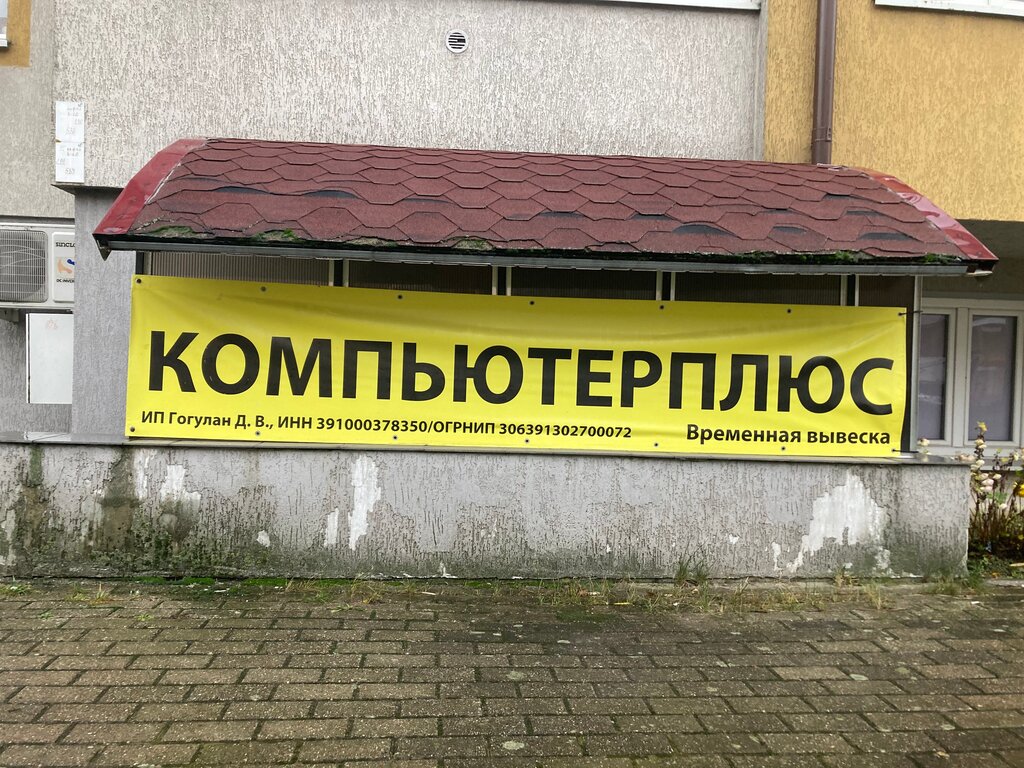 КОМПЬЮТЕРПЛЮС
ИП Гогулан Д. В., ИНН 391000378350/ОГРНИП 306391302700072
Временная вывеска